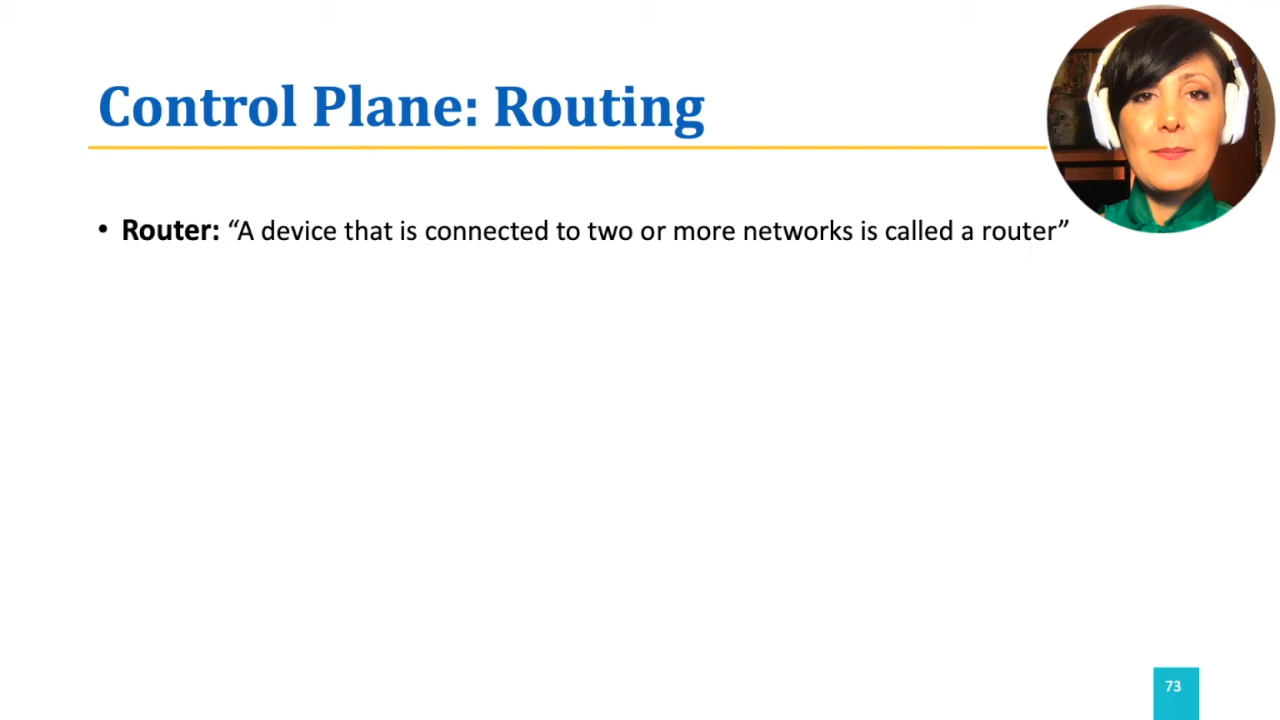 Control Plane: Routing
• Router: “A device that is connected to two or more networks is called a router”
73